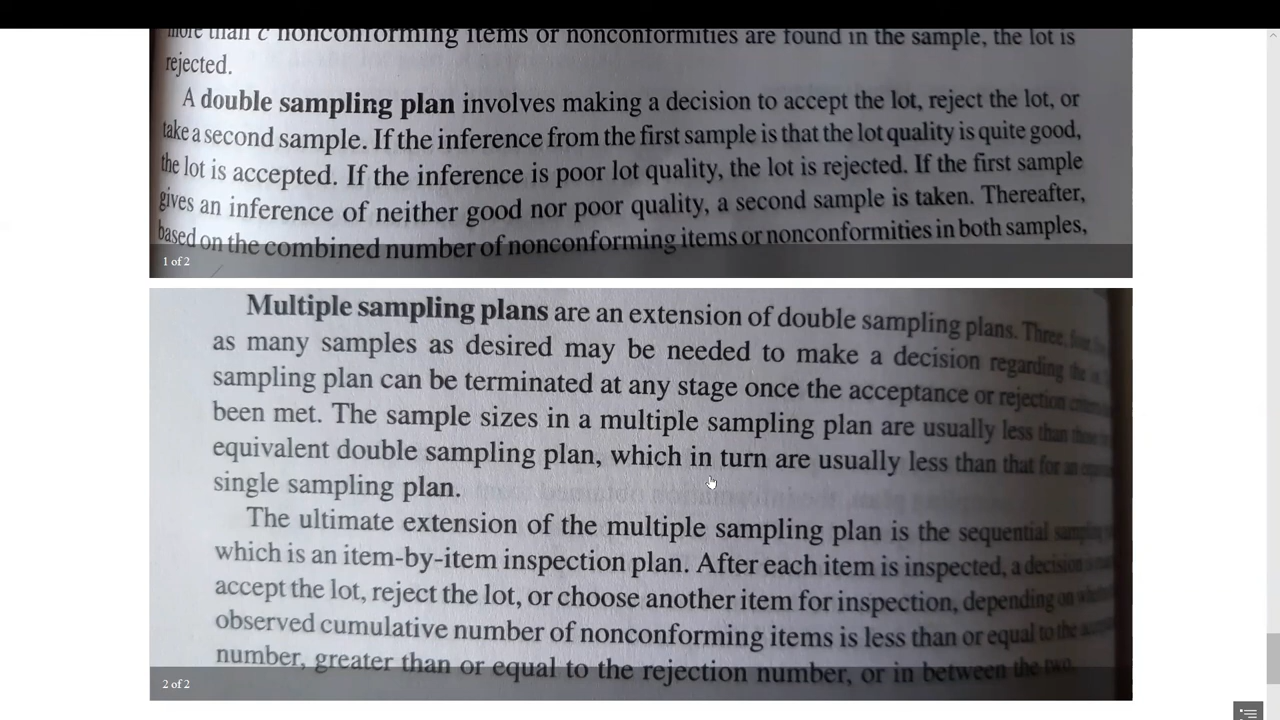 more than c nonconforming items or nonconformities are found in the sample, the lot is
rejected.
A double sampling plan involves making a decision to accept the lot, reject the lot, or
take a second sample. If the inference from the first sample is that the lot quality is quite good,
the lot is accepted. If the inference is poor lot quality, the lot is rejected. If the first sample
gives an inference of neither good nor poor quality, a second sample is taken. Thereafter,
based on the combined number of nonconforming items or nonconformities in both samples,
1 of 2
Multiple sampling plans are an extension of double sampling plans. Three, four,
as many samples as desired may be needed to make a decision regarding the
sampling plan can be terminated at any stage once the acceptance or rejection
been met. The sample sizes in a multiple sampling plan are usually less than
equivalent double sampling plan, which in turn are usually less than that for an
single sampling plan.
The ultimate extension of the multiple sampling plan is the sequential
which is an item-by-item inspection plan. After each item is inspected, a decision
accept the lot, reject the lot, or choose another item for inspection, depending on
observed cumulative number of nonconforming items is less than or equal to the
number, greater than or equal to the rejection number, or in between the two.
2 of 2